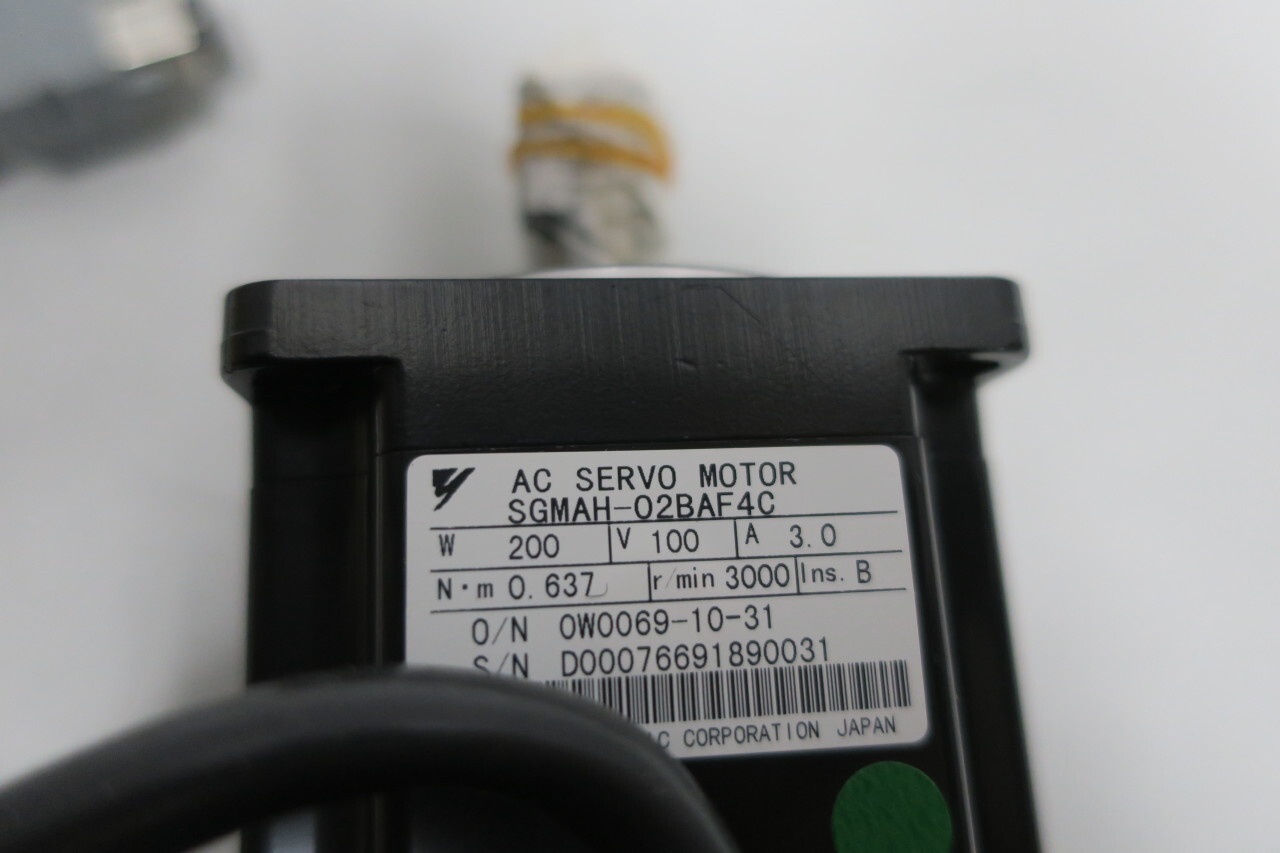 AC SERVO MOTOR
SGMAH-02BAF4C
W 200 V 100 A 3.0
N·m 0.637 r/min 3000 Ins. B
O/N 0W0069-10-31
S/N D00076691890031
CORPORATION JAPAN